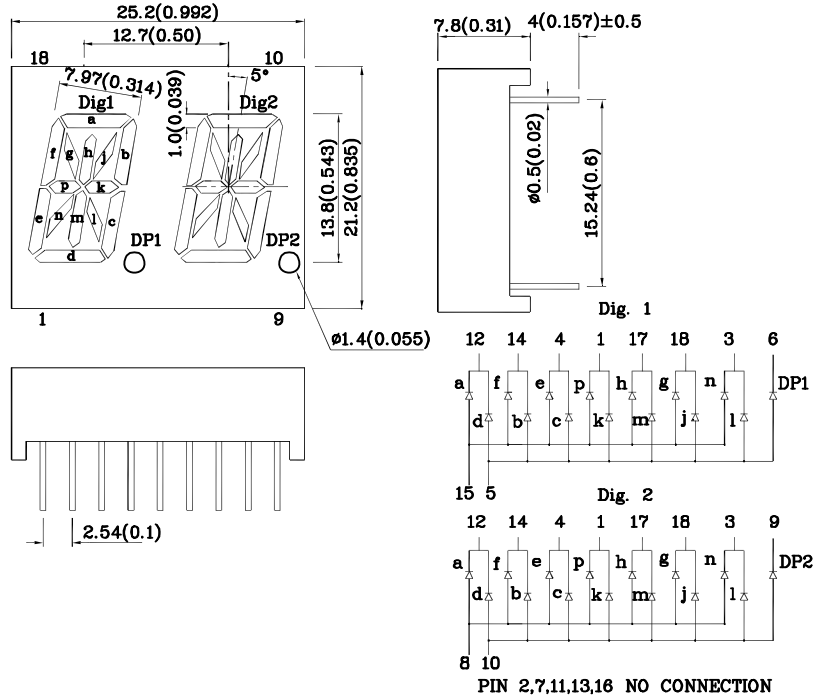 25.2(0.992)
12.7(0.50)
18 10
7.97(0.314)
5°
1.0(0.039)
Dig1 Dig2
a
f g h j b
p k
e n m l c
d
DP1 DP2
13.8(0.543)
21.2(0.835)
1 9
ø1.4(0.055)
7.8(0.31) 4(0.157)±0.5
ø0.5(0.02)
15.24(0.6)
2.54(0.1)
Dig. 1
12 14 4 1 17 18 3 6
a f e p h g n DP1
d b c k m j l
15 5
Dig. 2
12 14 4 1 17 18 3 9
a f e p h g n DP2
d b c k m j l
8 10
PIN 2,7,11,13,16 NO CONNECTION